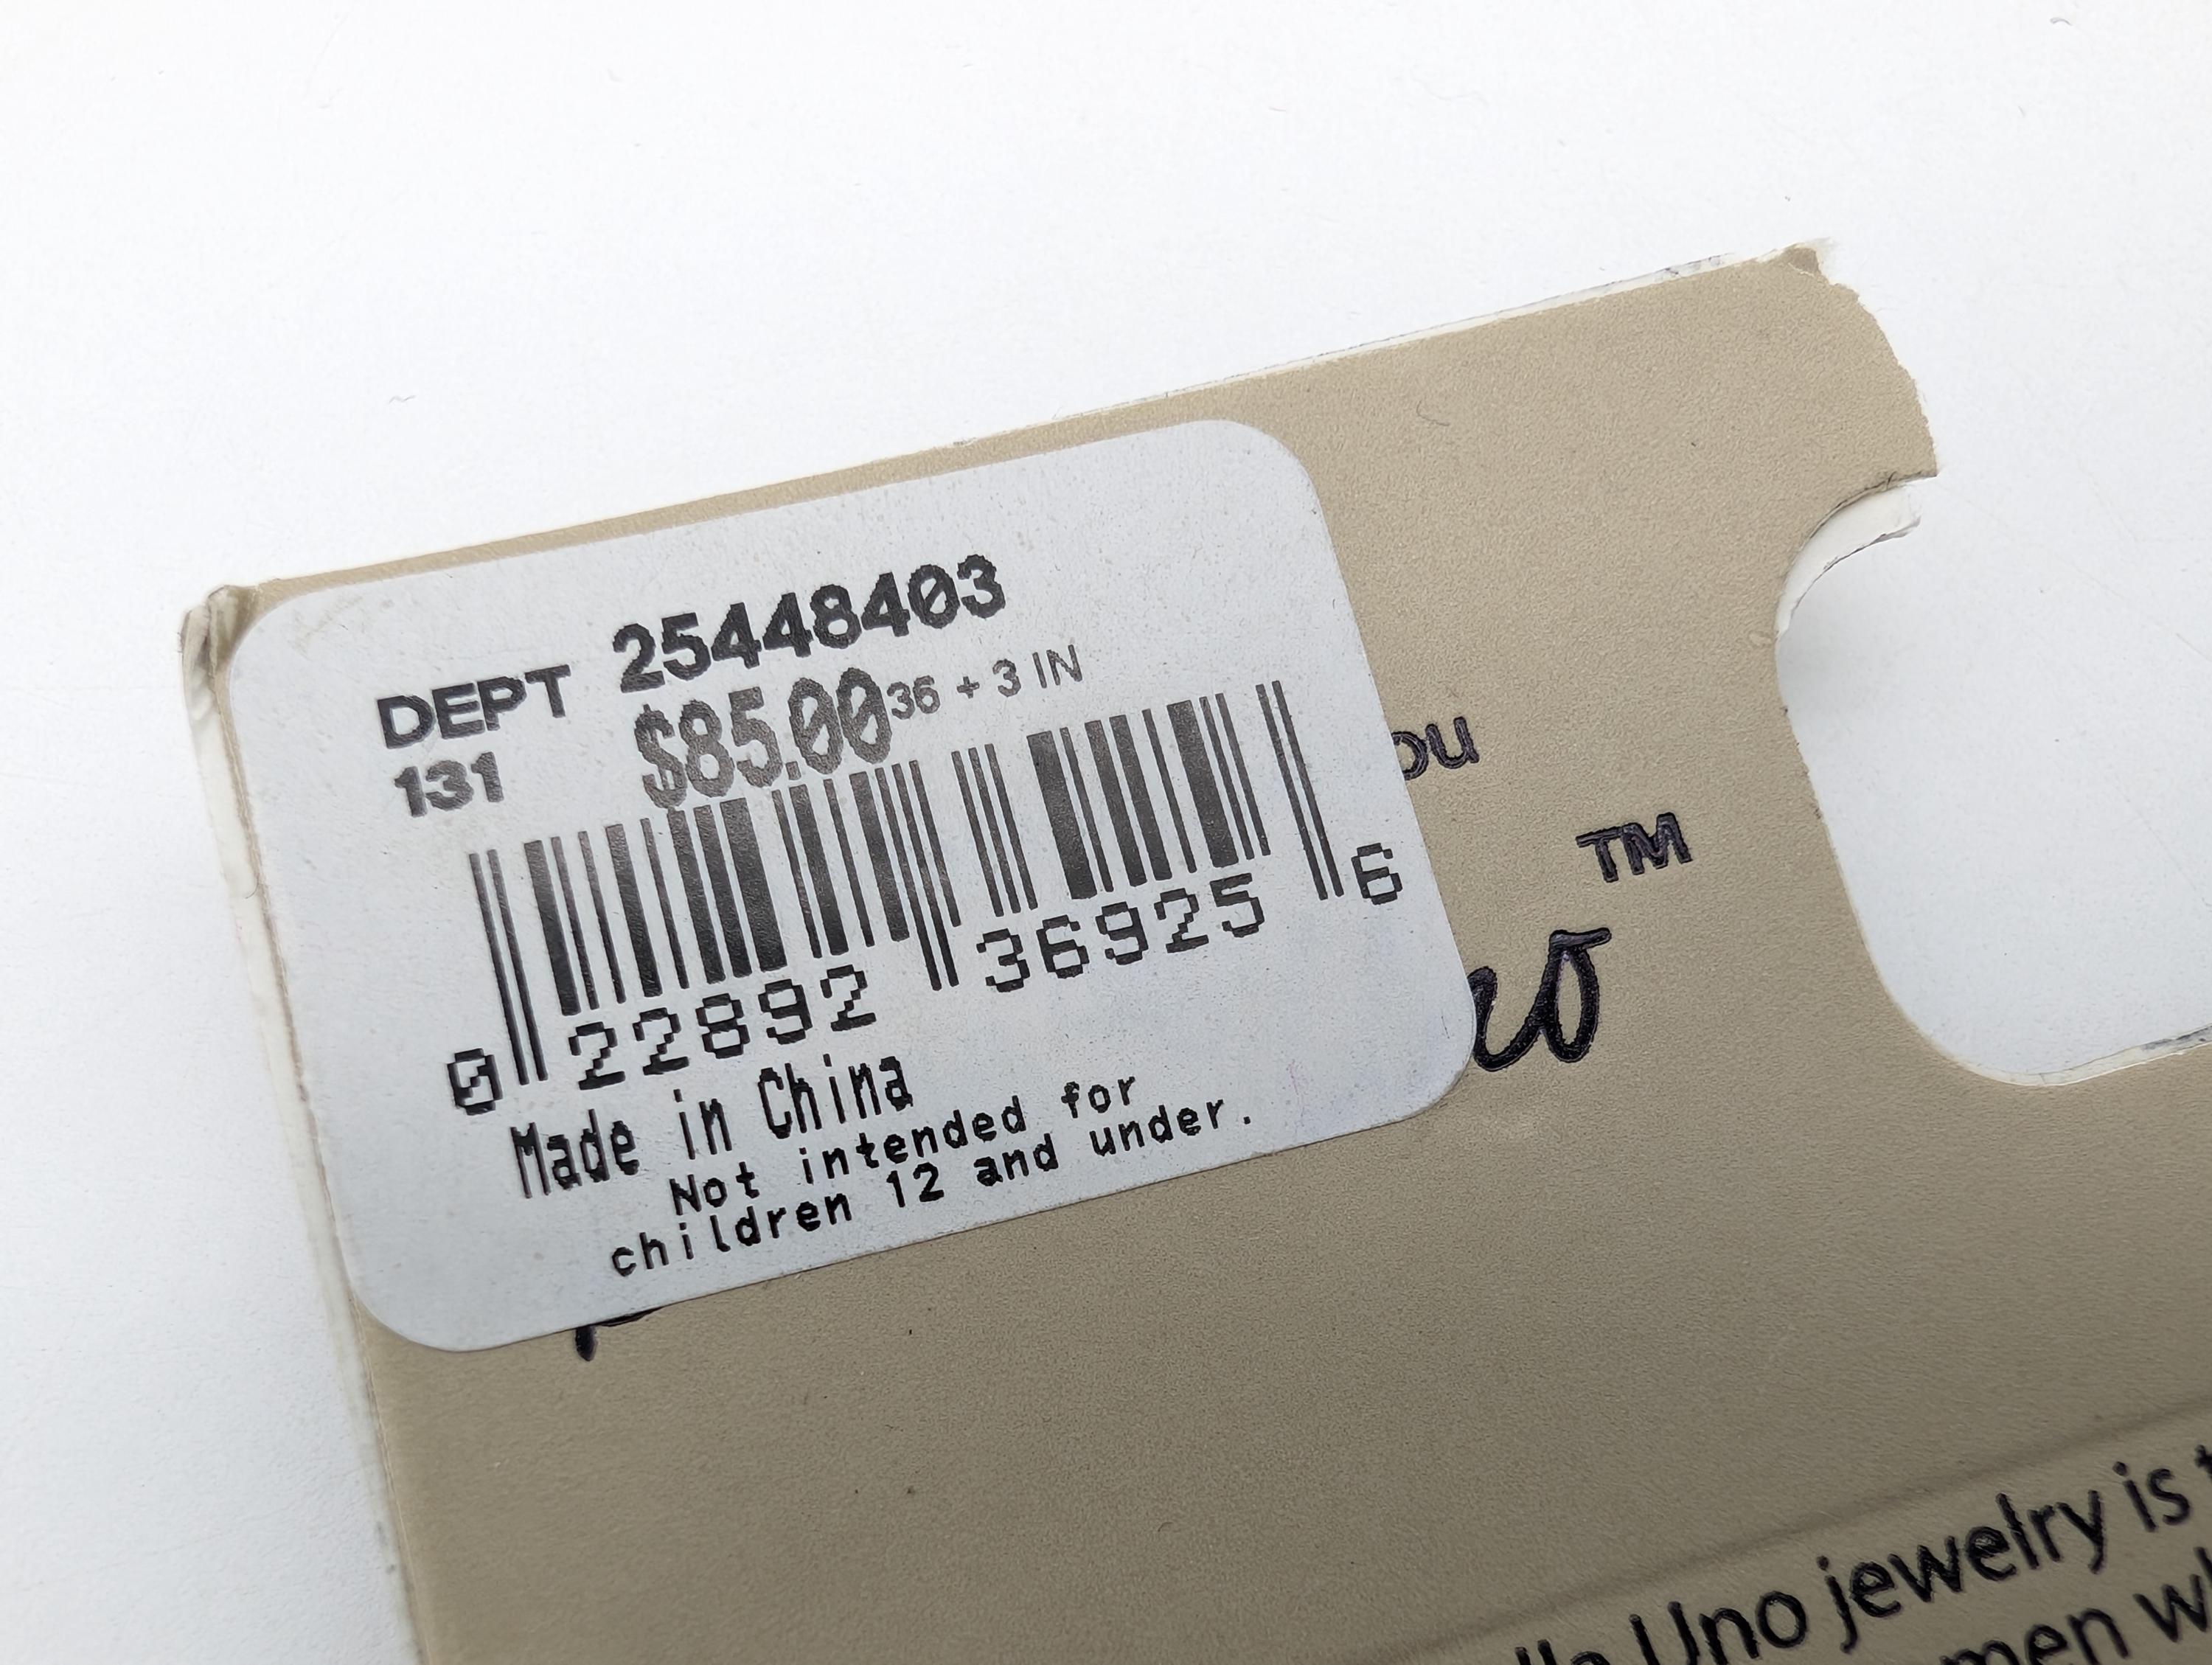 DEPT 25448403
131 $85.00 36 + 3 IN
0 22892 36925 6
Made in China
Not intended for
children 12 and under.
TM
Uno jewelry is